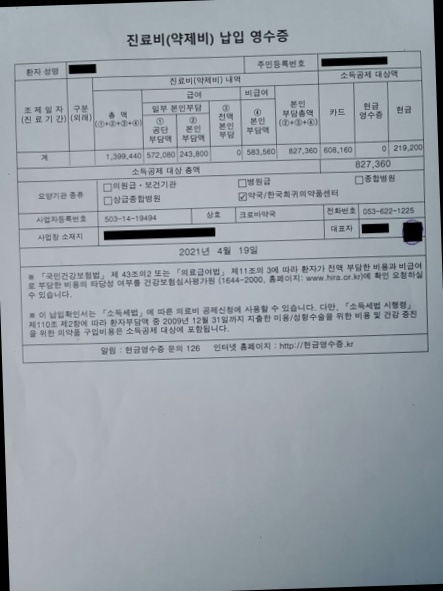 진료비(약제비) 납입 영수증
환자 성명 주민등록번호
조제일자 (진료기간) 구분 (외래) 진료비(약제비) 내역 소득공제 대상액
급여 비급여
총 액 (①+②+③+④) 일부 본인부담 ③ 전액 본인 부담 ④ 본인 부담액 본인 부담총액 (②+③+④) 카드 현금 영수증 현금
① 공단 부담액 ② 본인 부담액
계 1,399,440 572,080 243,800 0 583,560 827,360 608,160 0 219,200
소득공제 대상 총액 827,360
요양기관 종류 □의원급·보건기관 □병원급 □종합병원
□상급종합병원 ☑약국/한국희귀의약품센터
사업자등록번호 503-14-19494 상호 크로바약국 전화번호 053-622-1225
사업장 소재지 대표자
2021년 4월 19일
※ 「국민건강보험법」 제 43조의2 또는 「의료급여법」 제11조의 3에 따라 환자가 전액 부담한 비용과 비급여
로 부담한 비용의 타당성 여부를 건강보험심사평가원 (1644-2000, 홈페이지: www.hira.or.kr)에 확인 요청하실
수 있습니다.
※ 이 납입확인서는 「소득세법」에 따른 의료비 공제신청에 사용할 수 있습니다. 다만, 「소득세법 시행령」
제110조 제2항에 따라 환자부담액 중 2009년 12월 31일까지 지출한 미용/성형수술을 위한 비용 및 건강 증진
을 위한 의약품 구입비용은 소득공제 대상에 포함됩니다.
알림 : 현금영수증 문의 126 인터넷 홈페이지 : http://현금영수증.kr